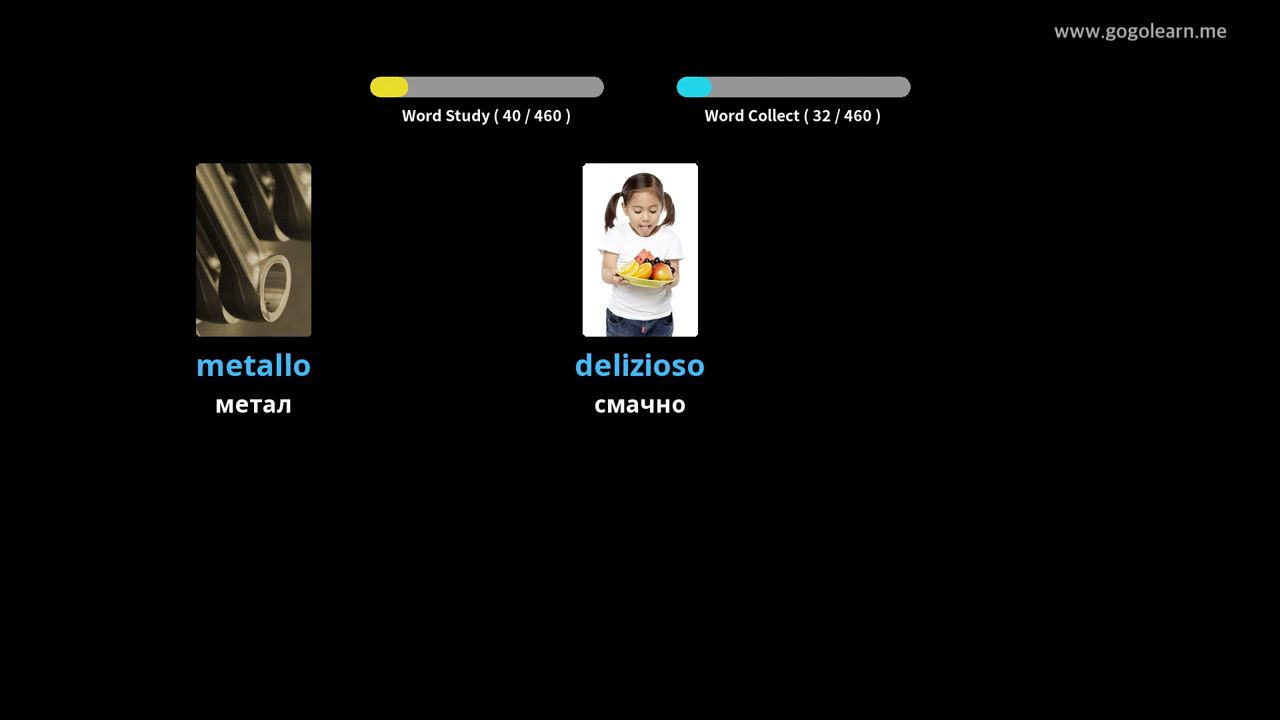 www.gogolearn.me
Word Study ( 40 / 460 )
Word Collect ( 32 / 460 )
metallo
метал
delizioso
смачно